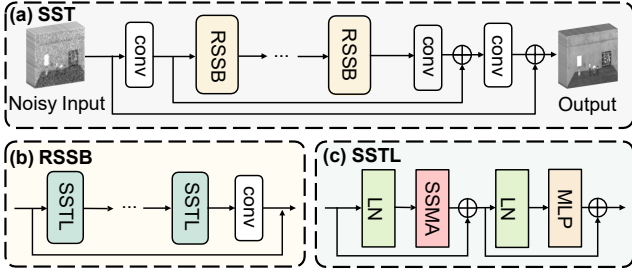 (a) SST
Noisy Input
conv
RSSB
...
RSSB
conv
conv
Output
(b) RSSB
SSTL
...
SSTL
conv
(c) SSTL
LN
SSMA
LN
MLP